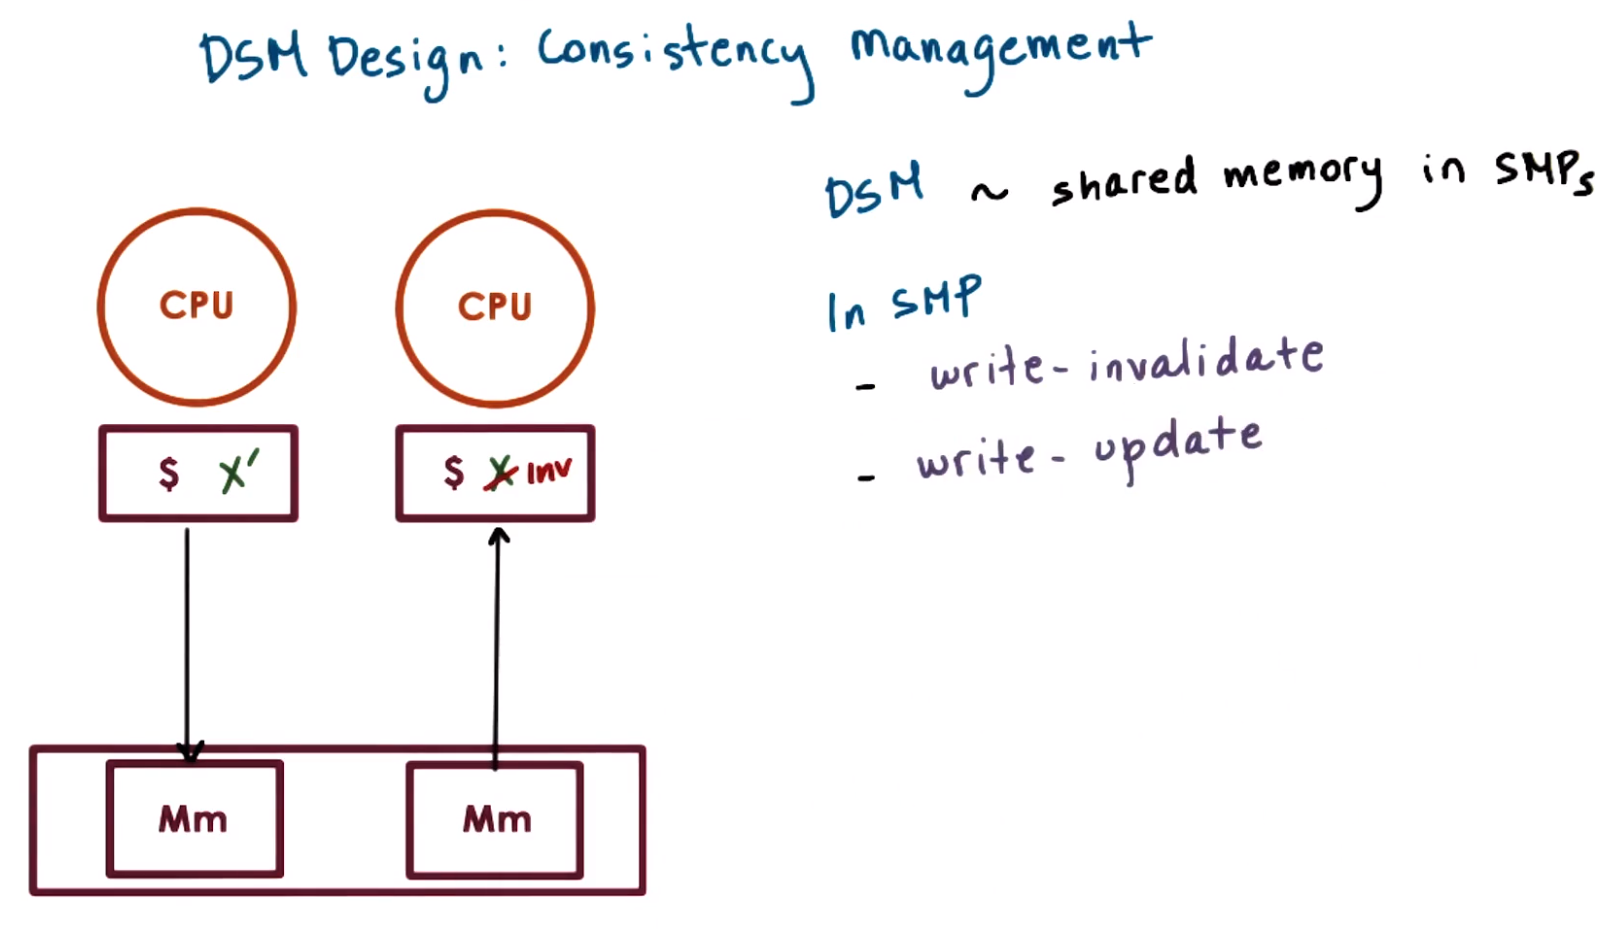 DSM Design: Consistency Management
DSM ~ shared memory in SMPs
In SMP
- write-invalidate
- write-update
CPU CPU
$ X' $ X INV
Mm Mm